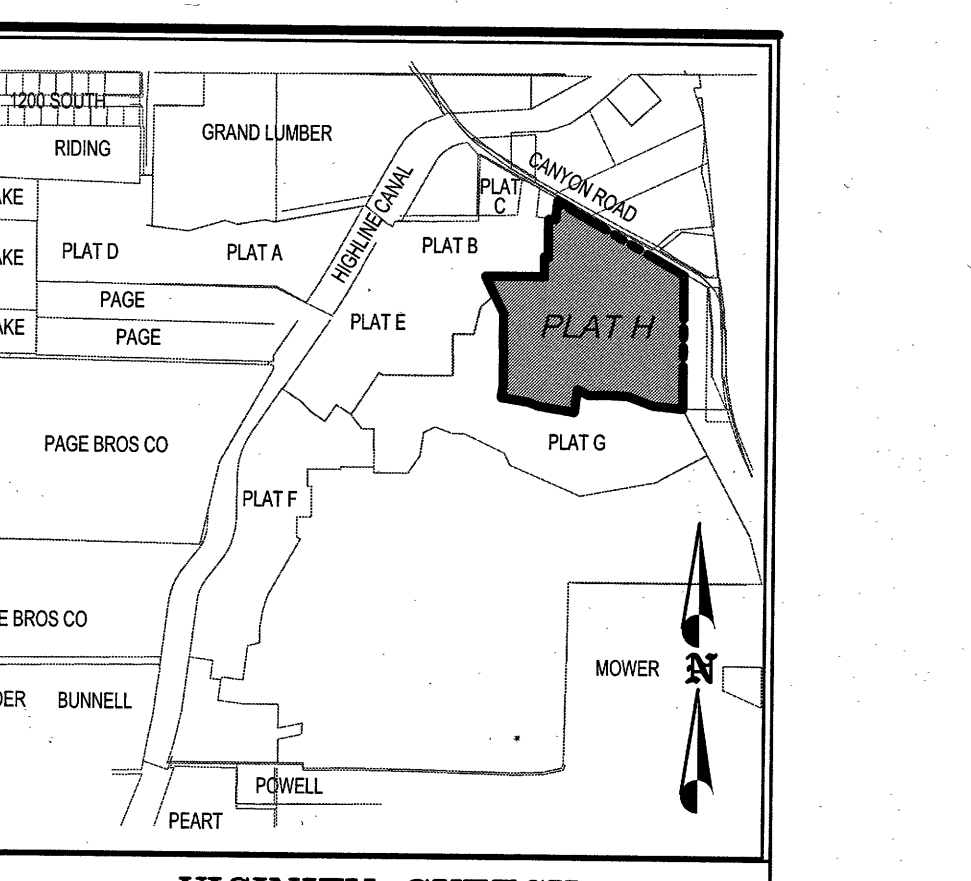 1200 SOUTH
GRAND LUMBER
RIDING
CANYON ROAD
PLAT
C
HIGHLINE CANAL
AKE
PLAT D
PLAT A
PLAT B
AKE
PAGE
PLAT E
PLAT H
AKE
PAGE
PAGE BROS CO
PLAT G
PLAT F
E BROS CO
MOWER
N
DER
BUNNELL
POWELL
PEART